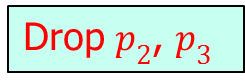 Drop p₂, p₃